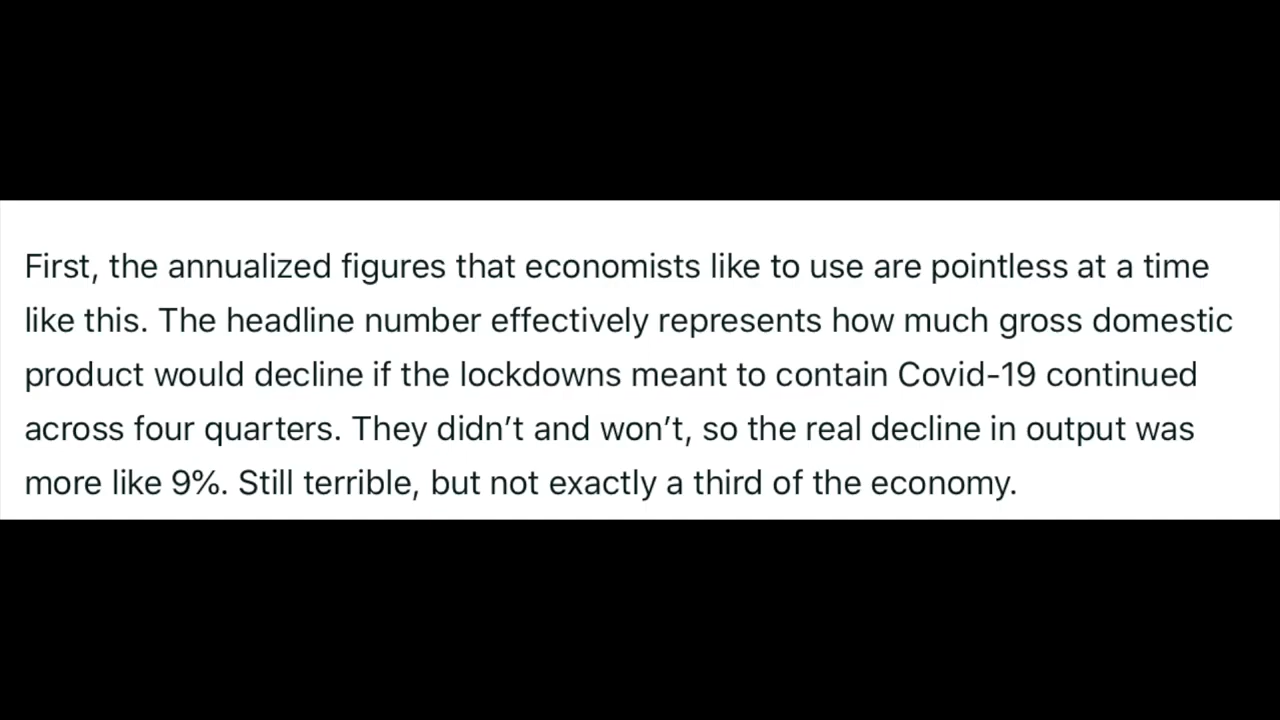 First, the annualized figures that economists like to use are pointless at a time
like this. The headline number effectively represents how much gross domestic
product would decline if the lockdowns meant to contain Covid-19 continued
across four quarters. They didn’t and won’t, so the real decline in output was
more like 9%. Still terrible, but not exactly a third of the economy.